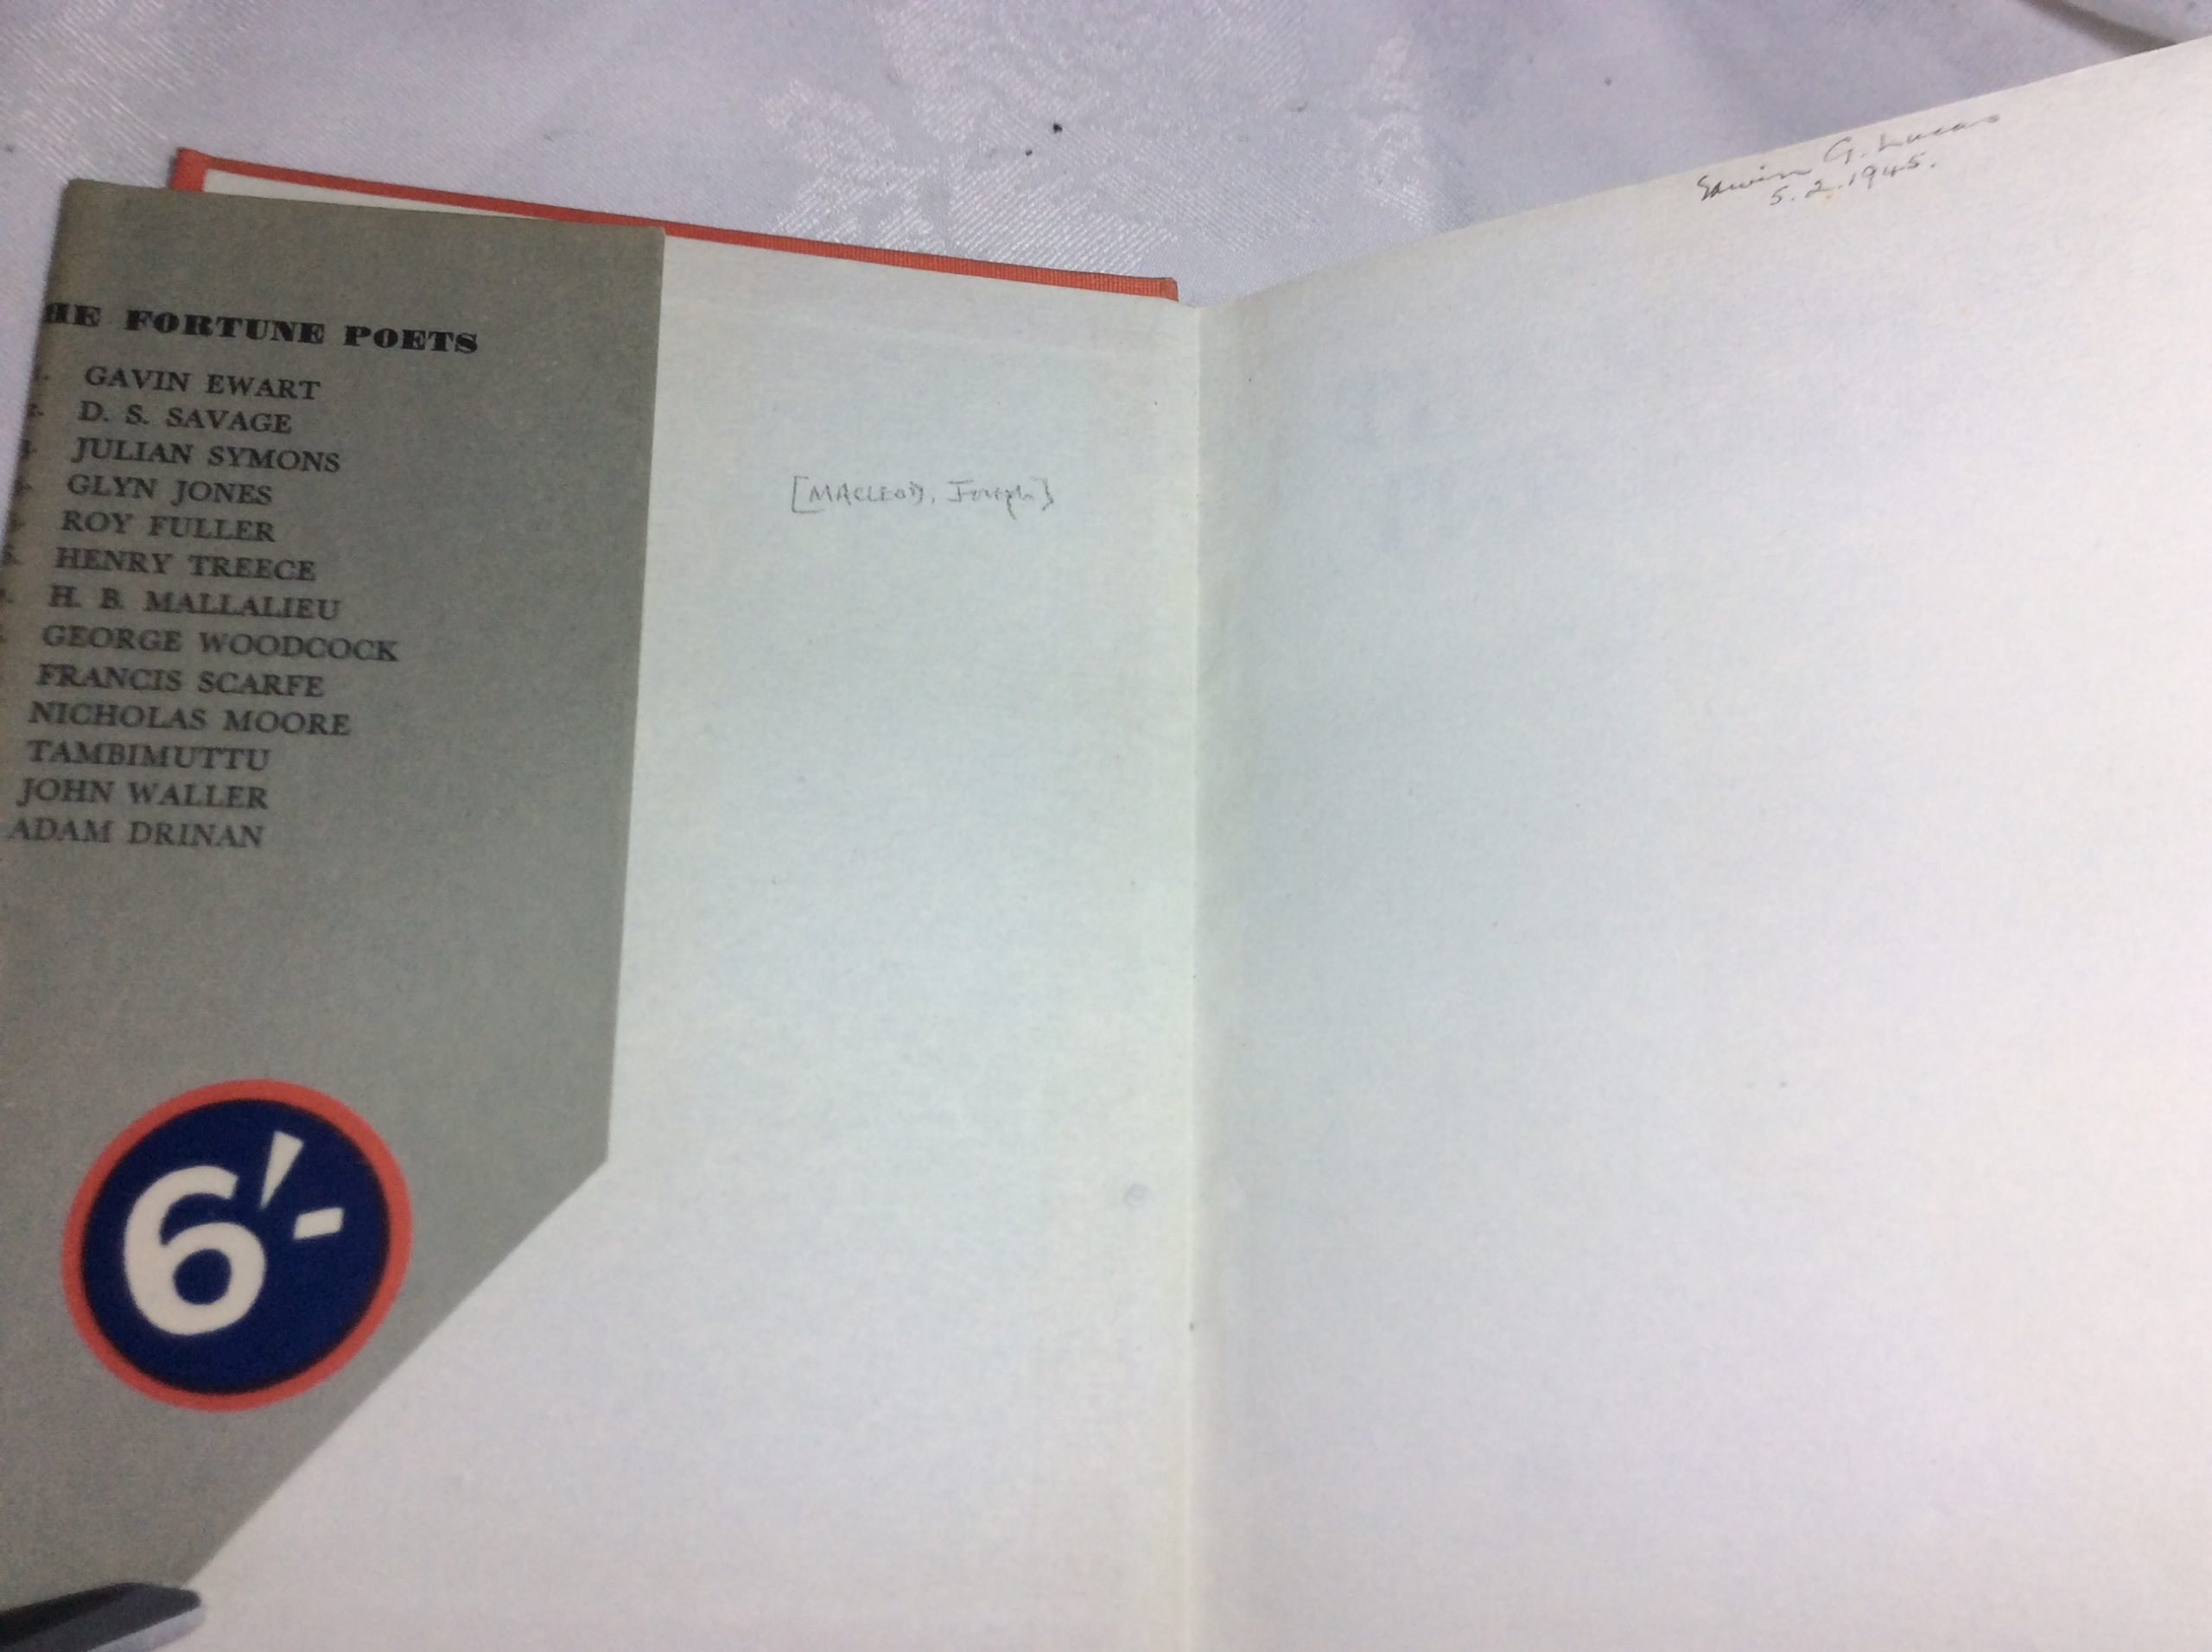 HE FORTUNE POETS
GAVIN EWART
D. S. SAVAGE
JULIAN SYMONS
GLYN JONES
ROY FULLER
HENRY TREECE
H. B. MALLALIEU
GEORGE WOODCOCK
FRANCIS SCARFE
NICHOLAS MOORE
TAMBIMUTTU
JOHN WALLER
ADAM DRINAN
6'-
[MACLEOD, Joseph]
Edwin G. Lucas
5.2.1945.